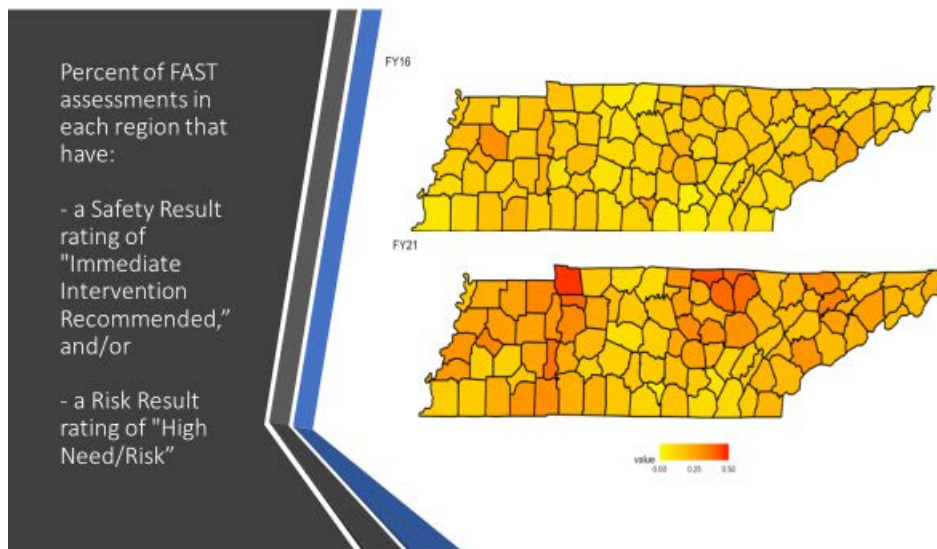 Percent of FAST
assessments in
each region that
have:
- a Safety Result
rating of
"Immediate
Intervention
Recommended,”
and/or
- a Risk Result
rating of "High
Need/Risk”
FY16
FY21
value
0.00 0.25 0.50